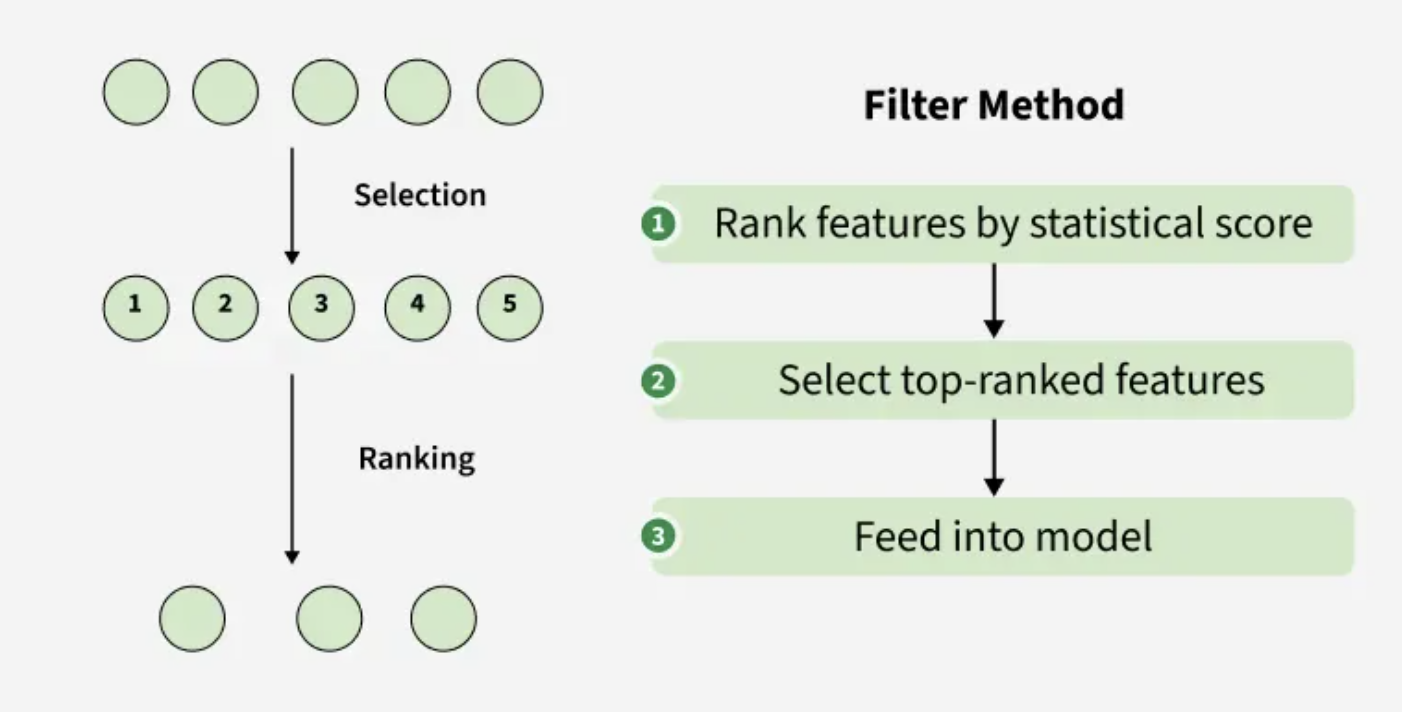 Selection
1 2 3 4 5
Ranking
Filter Method
1 Rank features by statistical score
2 Select top-ranked features
3 Feed into model